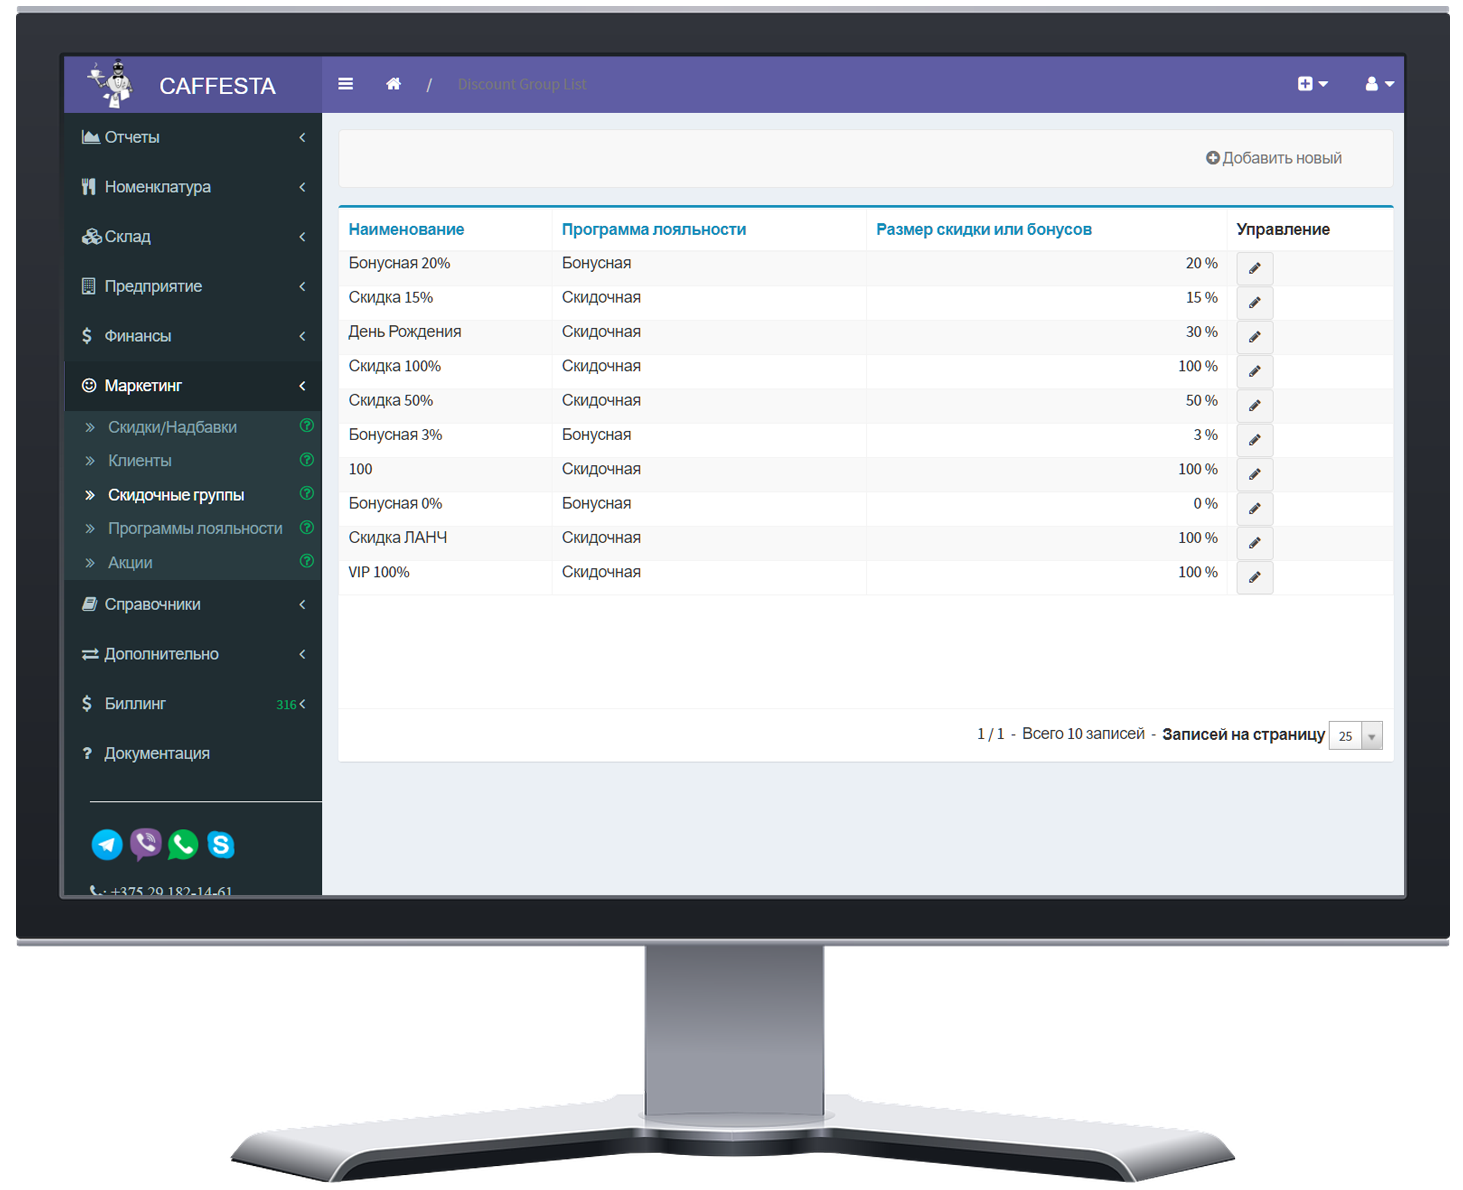 CAFFESTA
/ Discount Group List
Отчеты
Номенклатура
Склад
Предприятие
Финансы
Маркетинг
Скидки/Надбавки
Клиенты
Скидочные группы
Программы лояльности
Акции
Справочники
Дополнительно
Биллинг 316
Документация
: +375 29 182-14-61
Добавить новый
Наименование Программа лояльности Размер скидки или бонусов Управление
Бонусная 20% Бонусная 20 %
Скидка 15% Скидочная 15 %
День Рождения Скидочная 30 %
Скидка 100% Скидочная 100 %
Скидка 50% Скидочная 50 %
Бонусная 3% Бонусная 3 %
100 Скидочная 100 %
Бонусная 0% Бонусная 0 %
Скидка ЛАНЧ Скидочная 100 %
VIP 100% Скидочная 100 %
1 / 1 - Всего 10 записей - Записей на страницу 25